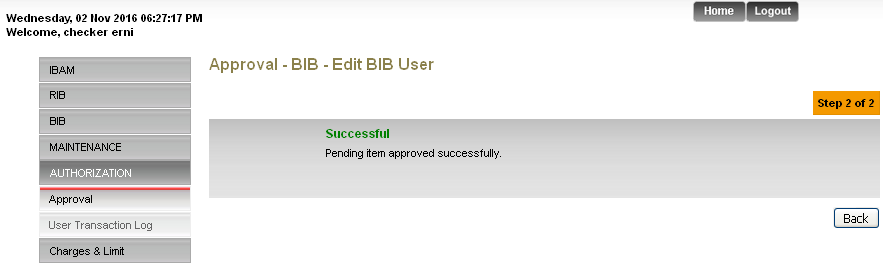 Home Logout
Wednesday, 02 Nov 2016 06:27:17 PM
Welcome, checker erni
IBAM
RIB
BIB
MAINTENANCE
AUTHORIZATION
Approval
User Transaction Log
Charges & Limit
Approval - BIB - Edit BIB User
Step 2 of 2
Successful
Pending item approved successfully.
Back